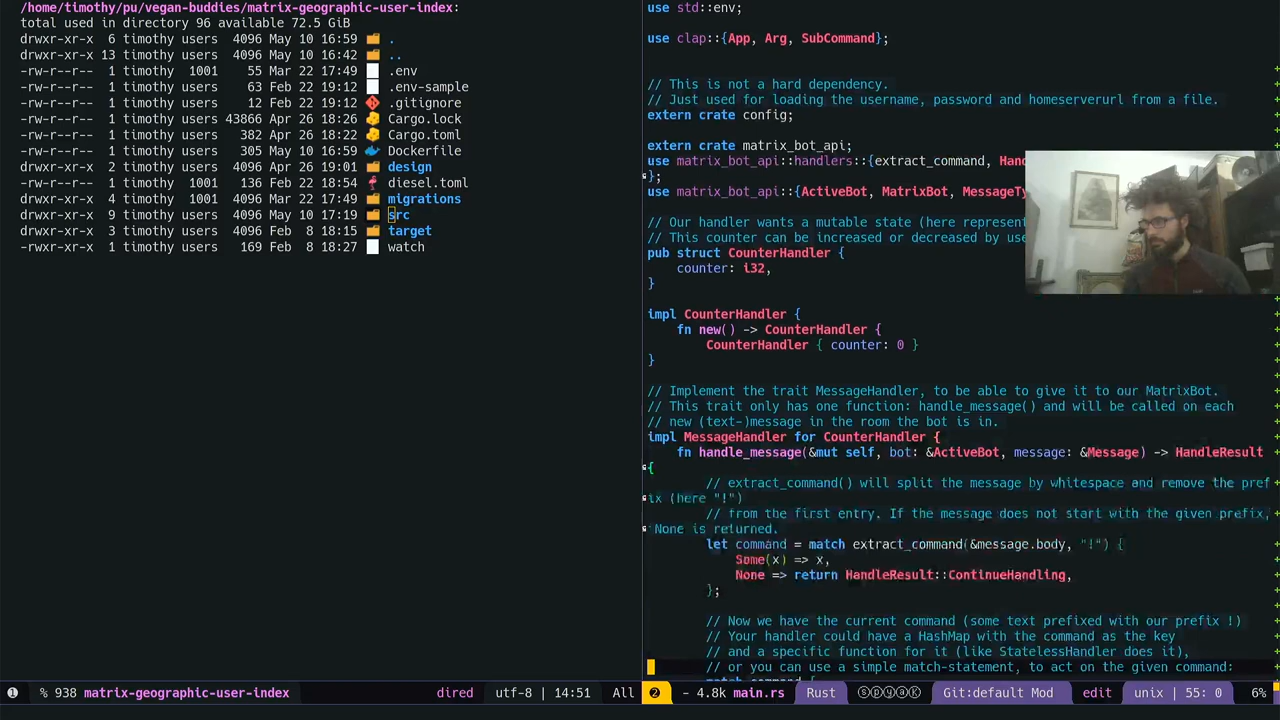 /home/timothy/pu/vegan-buddies/matrix-geographic-user-index:
total used in directory 96 available 72.5 GiB
drwxr-xr-x 6 timothy users 4096 May 10 16:59 .
drwxr-xr-x 13 timothy users 4096 May 10 16:42 ..
-rw-r--r-- 1 timothy 1001 55 Mar 22 17:49 .env
-rw-r--r-- 1 timothy users 63 Feb 22 19:12 .env-sample
-rw-r--r-- 1 timothy users 12 Feb 22 19:12 .gitignore
-rw-r--r-- 1 timothy users 43866 Apr 26 18:26 Cargo.lock
-rw-r--r-- 1 timothy users 382 Apr 26 18:22 Cargo.toml
-rw-r--r-- 1 timothy users 305 May 10 16:59 Dockerfile
drwxr-xr-x 2 timothy users 4096 Apr 26 19:01 design
-rw-r--r-- 1 timothy 1001 136 Feb 22 18:54 diesel.toml
drwxr-xr-x 4 timothy 1001 4096 Mar 22 17:49 migrations
drwxr-xr-x 9 timothy users 4096 May 10 17:19 src
drwxr-xr-x 3 timothy users 4096 Feb 8 18:15 target
-rwxr-xr-x 1 timothy users 169 Feb 8 18:27 watch
% 938 matrix-geographic-user-index dired utf-8 | 14:51 All
use std::env;
use clap::{App, Arg, SubCommand};
// This is not a hard dependency.
// Just used for loading the username, password and homeserverurl from a file.
extern crate config;
extern crate matrix_bot_api;
use matrix_bot_api::handlers::{extract_command, Han
};
use matrix_bot_api::{ActiveBot, MatrixBot, MessageTy
// Our handler wants a mutable state (here represent
// This counter can be increased or decreased by use
pub struct CounterHandler {
counter: i32,
}
impl CounterHandler {
fn new() -> CounterHandler {
CounterHandler { counter: 0 }
}
// Implement the trait MessageHandler, to be able to give it to our MatrixBot.
// This trait only has one function: handle_message() and will be called on each
// new (text-)message in the room the bot is in.
impl MessageHandler for CounterHandler {
fn handle_message(&mut self, bot: &ActiveBot, message: &Message) -> HandleResult
{
// extract_command() will split the message by whitespace and remove the pref
ix (here "!")
// from the first entry. If the message does not start with the given prefix,
None is returned.
let command = match extract_command(&message.body, "!") {
Some(x) => x,
None => return HandleResult::ContinueHandling,
};
// Now we have the current command (some text prefixed with our prefix !)
// Your handler could have a HashMap with the command as the key
// and a specific function for it (like StatelessHandler does it),
// or you can use a simple match-statement, to act on the given command:
match command {
- 4.8k main.rs Rust ⓢⓟⓨⓐⓀ Git:default Mod edit unix | 55: 0 6%